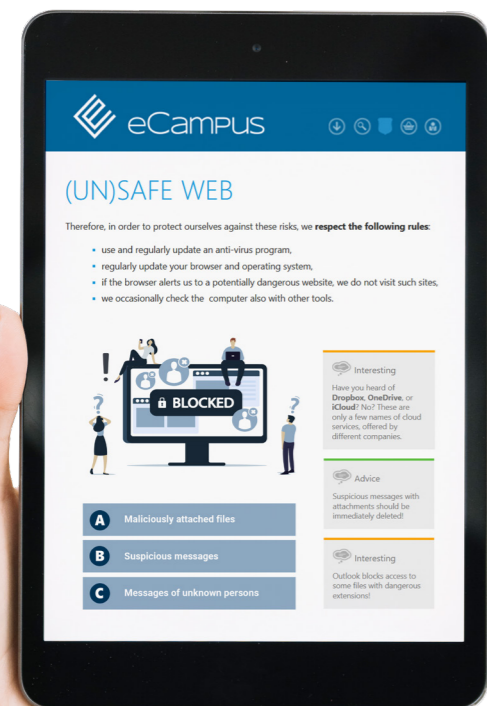 eCampus
(UN)SAFE WEB
Therefore, in order to protect ourselves against these risks, we respect the following rules:
use and regularly update an anti-virus program,
regularly update your browser and operating system,
if the browser alerts us to a potentially dangerous website, we do not visit such sites,
we occasionally check the computer also with other tools.
!
?
?
BLOCKED
A Maliciously attached files
B Suspicious messages
C Messages of unknown persons
Interesting
Have you heard of
Dropbox, OneDrive, or
iCloud? No? These are
only a few names of cloud
services, offered by
different companies.
Advice
Suspicious messages with
attachments should be
immediately deleted!
Interesting
Outlook blocks access to
some files with dangerous
extensions!